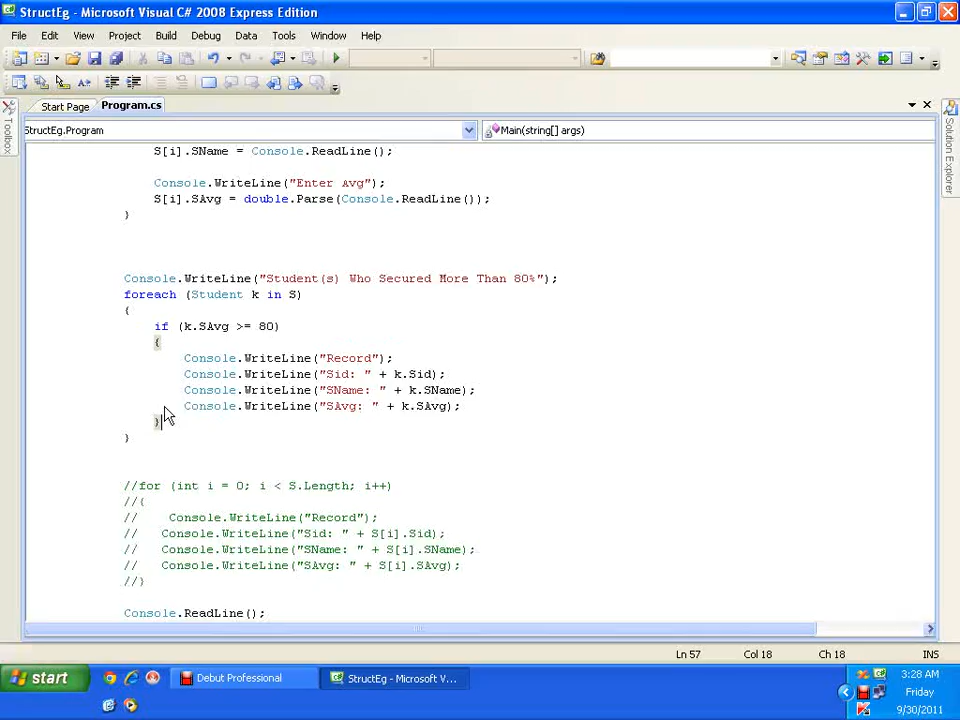 StructEg - Microsoft Visual C# 2008 Express Edition
File Edit View Project Build Debug Data Tools Window Help
Start Page Program.cs
Toolbox
Solution Explorer
StructEg.Program Main(string[] args)
S[i].SName = Console.ReadLine();
Console.WriteLine("Enter Avg");
S[i].SAvg = double.Parse(Console.ReadLine());
}
Console.WriteLine("Student(s) Who Secured More Than 80%");
foreach (Student k in S)
{
if (k.SAvg >= 80)
{
Console.WriteLine("Record");
Console.WriteLine("Sid: " + k.Sid);
Console.WriteLine("SName: " + k.SName);
Console.WriteLine("SAvg: " + k.SAvg);
}
}
//for (int i = 0; i < S.Length; i++)
//{
//    Console.WriteLine("Record");
//   Console.WriteLine("Sid: " + S[i].Sid);
//   Console.WriteLine("SName: " + S[i].SName);
//   Console.WriteLine("SAvg: " + S[i].SAvg);
//}
Console.ReadLine();
Ln 57 Col 18 Ch 18 INS
start Debut Professional StructEg - Microsoft V... 3:28 AM
Friday
9/30/2011